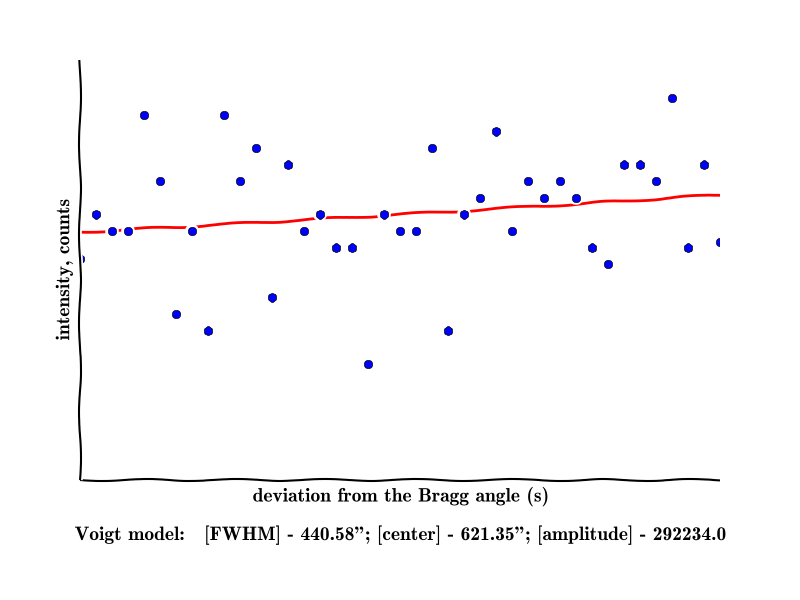 intensity, counts
deviation from the Bragg angle (s)
Voigt model: [FWHM] - 440.58”; [center] - 621.35”; [amplitude] - 292234.0